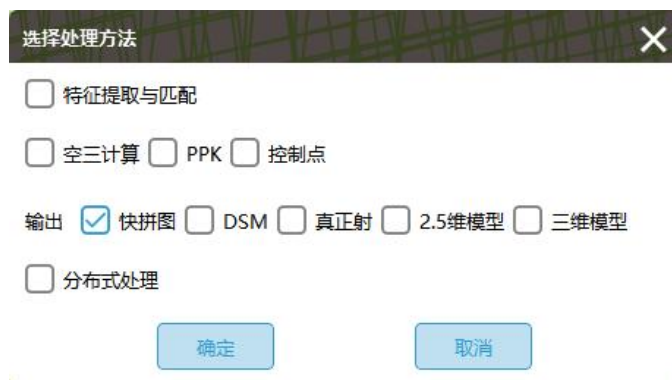 选择处理方法
特征提取与匹配
空三计算 PPK 控制点
输出 快拼图 DSM 真正射 2.5维模型 三维模型
分布式处理
确定 取消